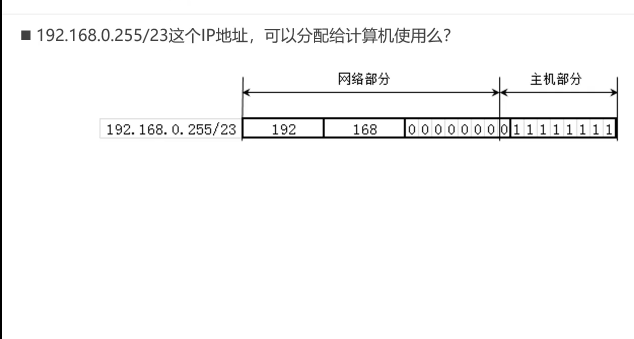 ■ 192.168.0.255/23这个IP地址，可以分配给计算机使用么？
网络部分 主机部分
192.168.0.255/23 192 168 0 0 0 0 0 0 0 0 1 1 1 1 1 1 1 1